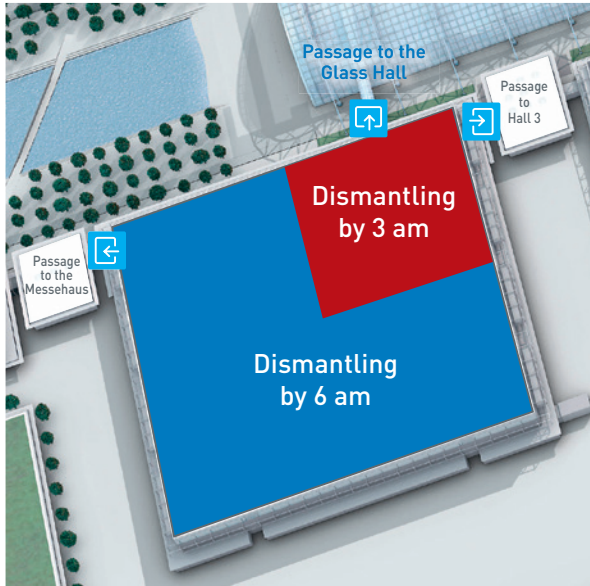 Passage to the
Glass Hall
Passage
to
Hall 3
Dismantling
by 3 am
Passage
to the
Messehaus
Dismantling
by 6 am